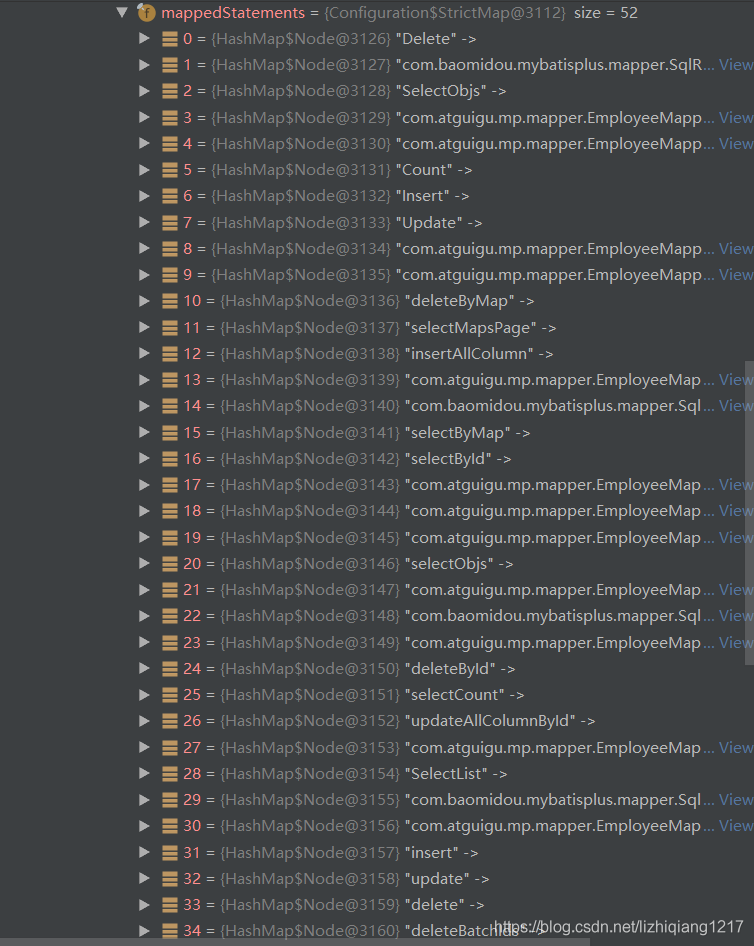 mappedStatements = {Configuration$StrictMap@3112} size = 52
0 = {HashMap$Node@3126} "Delete" ->
1 = {HashMap$Node@3127} "com.baomidou.mybatisplus.mapper.SqlR... View
2 = {HashMap$Node@3128} "SelectObjs" ->
3 = {HashMap$Node@3129} "com.atguigu.mp.mapper.EmployeeMapp... View
4 = {HashMap$Node@3130} "com.atguigu.mp.mapper.EmployeeMapp... View
5 = {HashMap$Node@3131} "Count" ->
6 = {HashMap$Node@3132} "Insert" ->
7 = {HashMap$Node@3133} "Update" ->
8 = {HashMap$Node@3134} "com.atguigu.mp.mapper.EmployeeMapp... View
9 = {HashMap$Node@3135} "com.atguigu.mp.mapper.EmployeeMapp... View
10 = {HashMap$Node@3136} "deleteByMap" ->
11 = {HashMap$Node@3137} "selectMapsPage" ->
12 = {HashMap$Node@3138} "insertAllColumn" ->
13 = {HashMap$Node@3139} "com.atguigu.mp.mapper.EmployeeMap... View
14 = {HashMap$Node@3140} "com.baomidou.mybatisplus.mapper.Sql... View
15 = {HashMap$Node@3141} "selectByMap" ->
16 = {HashMap$Node@3142} "selectById" ->
17 = {HashMap$Node@3143} "com.atguigu.mp.mapper.EmployeeMap... View
18 = {HashMap$Node@3144} "com.atguigu.mp.mapper.EmployeeMap... View
19 = {HashMap$Node@3145} "com.atguigu.mp.mapper.EmployeeMap... View
20 = {HashMap$Node@3146} "selectObjs" ->
21 = {HashMap$Node@3147} "com.atguigu.mp.mapper.EmployeeMap... View
22 = {HashMap$Node@3148} "com.baomidou.mybatisplus.mapper.Sql... View
23 = {HashMap$Node@3149} "com.atguigu.mp.mapper.EmployeeMap... View
24 = {HashMap$Node@3150} "deleteById" ->
25 = {HashMap$Node@3151} "selectCount" ->
26 = {HashMap$Node@3152} "updateAllColumnById" ->
27 = {HashMap$Node@3153} "com.atguigu.mp.mapper.EmployeeMap... View
28 = {HashMap$Node@3154} "SelectList" ->
29 = {HashMap$Node@3155} "com.baomidou.mybatisplus.mapper.Sql... View
30 = {HashMap$Node@3156} "com.atguigu.mp.mapper.EmployeeMap... View
31 = {HashMap$Node@3157} "insert" ->
32 = {HashMap$Node@3158} "update" ->
33 = {HashMap$Node@3159} "delete" ->
34 = {HashMap$Node@3160} "deleteBatchIds" ->
https://blog.csdn.net/lizhiqiang1217